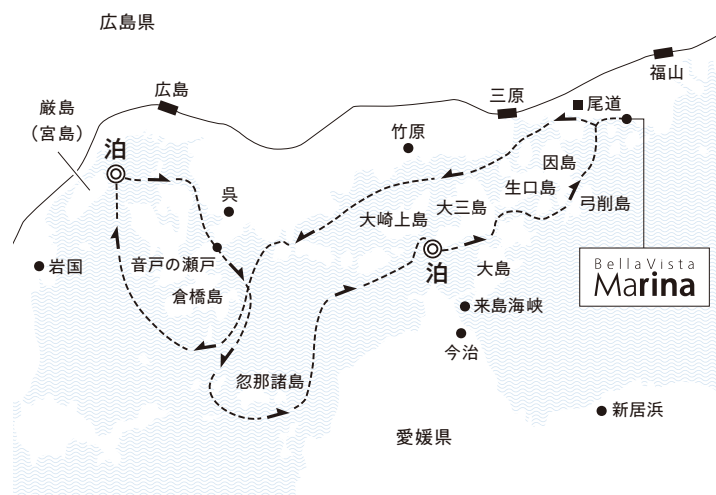 広島県
福山
広島
三原
尾道
厳島
（宮島）
竹原
泊
因島
生口島
弓削島
呉
大三島
大崎上島
音戸の瀬戸
岩国
泊
大島
BellaVista
Marina
倉橋島
来島海峡
今治
忽那諸島
新居浜
愛媛県